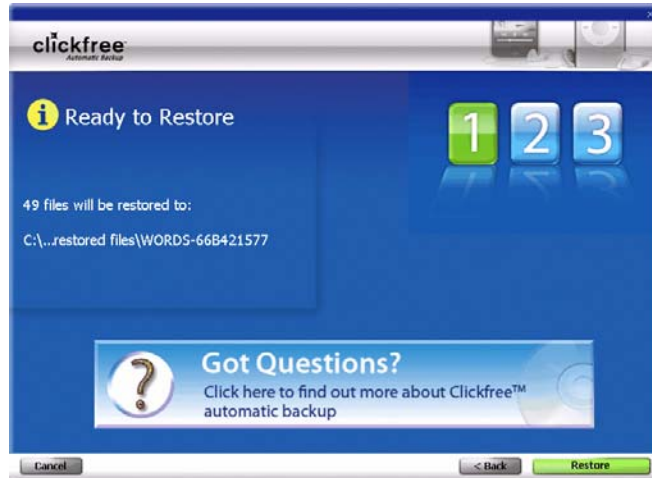 clickfree
Automatic Backup
i Ready to Restore
1 2 3
49 files will be restored to:
C:\...restored files\WORDS-66B421577
? Got Questions?
Click here to find out more about Clickfree™
automatic backup
Cancel
< Back
Restore